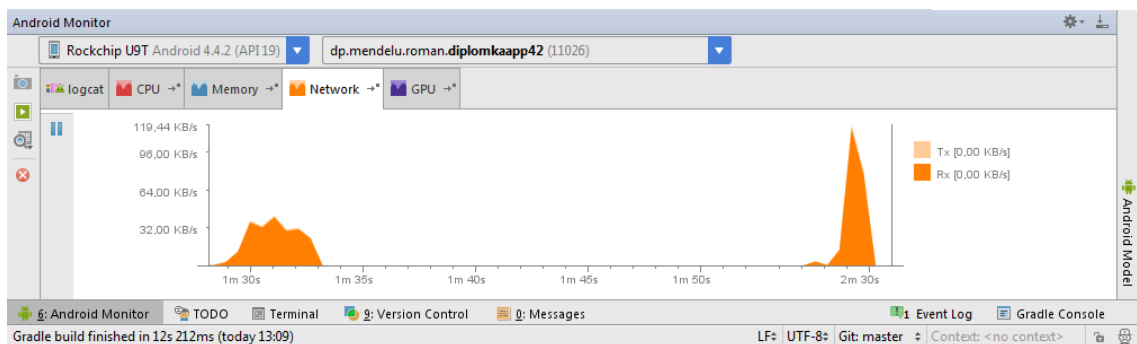 Android Monitor
Rockchip U9T Android 4.4.2 (API 19) dp.mendelu.roman.diplomkaapp42 (11026)
logcat CPU Memory Network GPU
119,44 KB/s
96,00 KB/s
64,00 KB/s
32,00 KB/s
Tx [0,00 KB/s]
Rx [0,00 KB/s]
1m 30s 1m 35s 1m 40s 1m 45s 1m 50s 2m 30s
Android Model
6: Android Monitor TODO Terminal 9: Version Control 0: Messages 1 Event Log Gradle Console
Gradle build finished in 12s 212ms (today 13:09) LF UTF-8 Git: master Context: <no context>